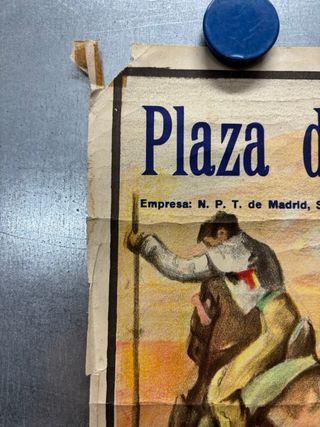 Plaza d
Empresa: N. P. T. de Madrid, S